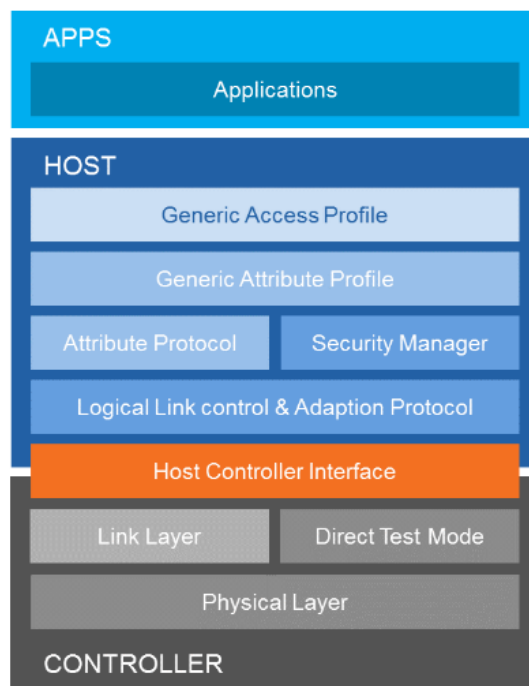 APPS
Applications
HOST
Generic Access Profile
Generic Attribute Profile
Attribute Protocol
Security Manager
Logical Link control & Adaption Protocol
Host Controller Interface
Link Layer
Direct Test Mode
Physical Layer
CONTROLLER